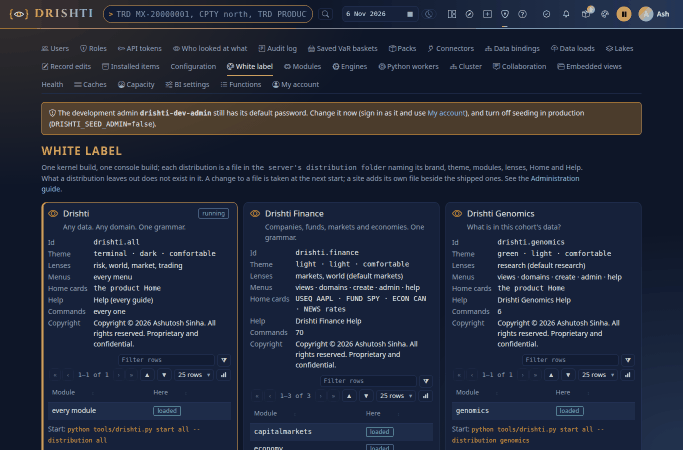 {👁} DRISHTI
> TRD MX-20000001, CPTY north, TRD PRODUC
6 Nov 2026
Ash
Users Roles API tokens Who looked at what Audit log Saved VaR baskets Packs Connectors Data bindings Data loads Lakes
Record edits Installed items Configuration White label Modules Engines Python workers Cluster Collaboration Embedded views
Health Caches Capacity BI settings Functions My account
The development admin drishti-dev-admin still has its default password. Change it now (sign in as it and use My account), and turn off seeding in production
(DRISHTI_SEED_ADMIN=false).
WHITE LABEL
One kernel build, one console build; each distribution is a file in the server's distribution folder naming its brand, theme, modules, lenses, Home and Help.
What a distribution leaves out does not exist in it. A change to a file is taken at the next start; a site adds its own file beside the shipped ones. See the Administration
guide.
Drishti running
Any data. Any domain. One grammar.
Id drishti.all
Theme terminal · dark · comfortable
Lenses risk, world, market, trading
Menus every menu
Home cards the product Home
Help Help (every guide)
Commands every one
Copyright Copyright © 2026 Ashutosh Sinha. All
rights reserved. Proprietary and
confidential.
Filter rows
« ‹ 1–1 of 1 › » ▲ ▼ 25 rows
Module Here
every module loaded
Start: python tools/drishti.py start all --
distribution all
Drishti Finance
Companies, funds, markets and economies. One
grammar.
Id drishti.finance
Theme light · light · comfortable
Lenses markets, world (default markets)
Menus views · domains · create · admin · help
Home cards USEQ AAPL · FUND SPY · ECON CAN
· NEWS rates
Help Drishti Finance Help
Commands 70
Copyright Copyright © 2026 Ashutosh Sinha. All
rights reserved. Proprietary and
confidential.
Filter rows
« ‹ 1–3 of 3 › » ▲ ▼ 25 rows
Module Here
capitalmarkets loaded
economy loaded
Drishti Genomics
What is in this cohort's data?
Id drishti.genomics
Theme green · light · comfortable
Lenses research (default research)
Menus views · domains · create · admin · help
Home cards the product Home
Help Drishti Genomics Help
Commands 6
Copyright Copyright © 2026 Ashutosh Sinha. All
rights reserved. Proprietary and
confidential.
Filter rows
« ‹ 1–1 of 1 › » ▲ ▼ 25 rows
Module Here
genomics loaded
Start: python tools/drishti.py start all --
distribution genomics